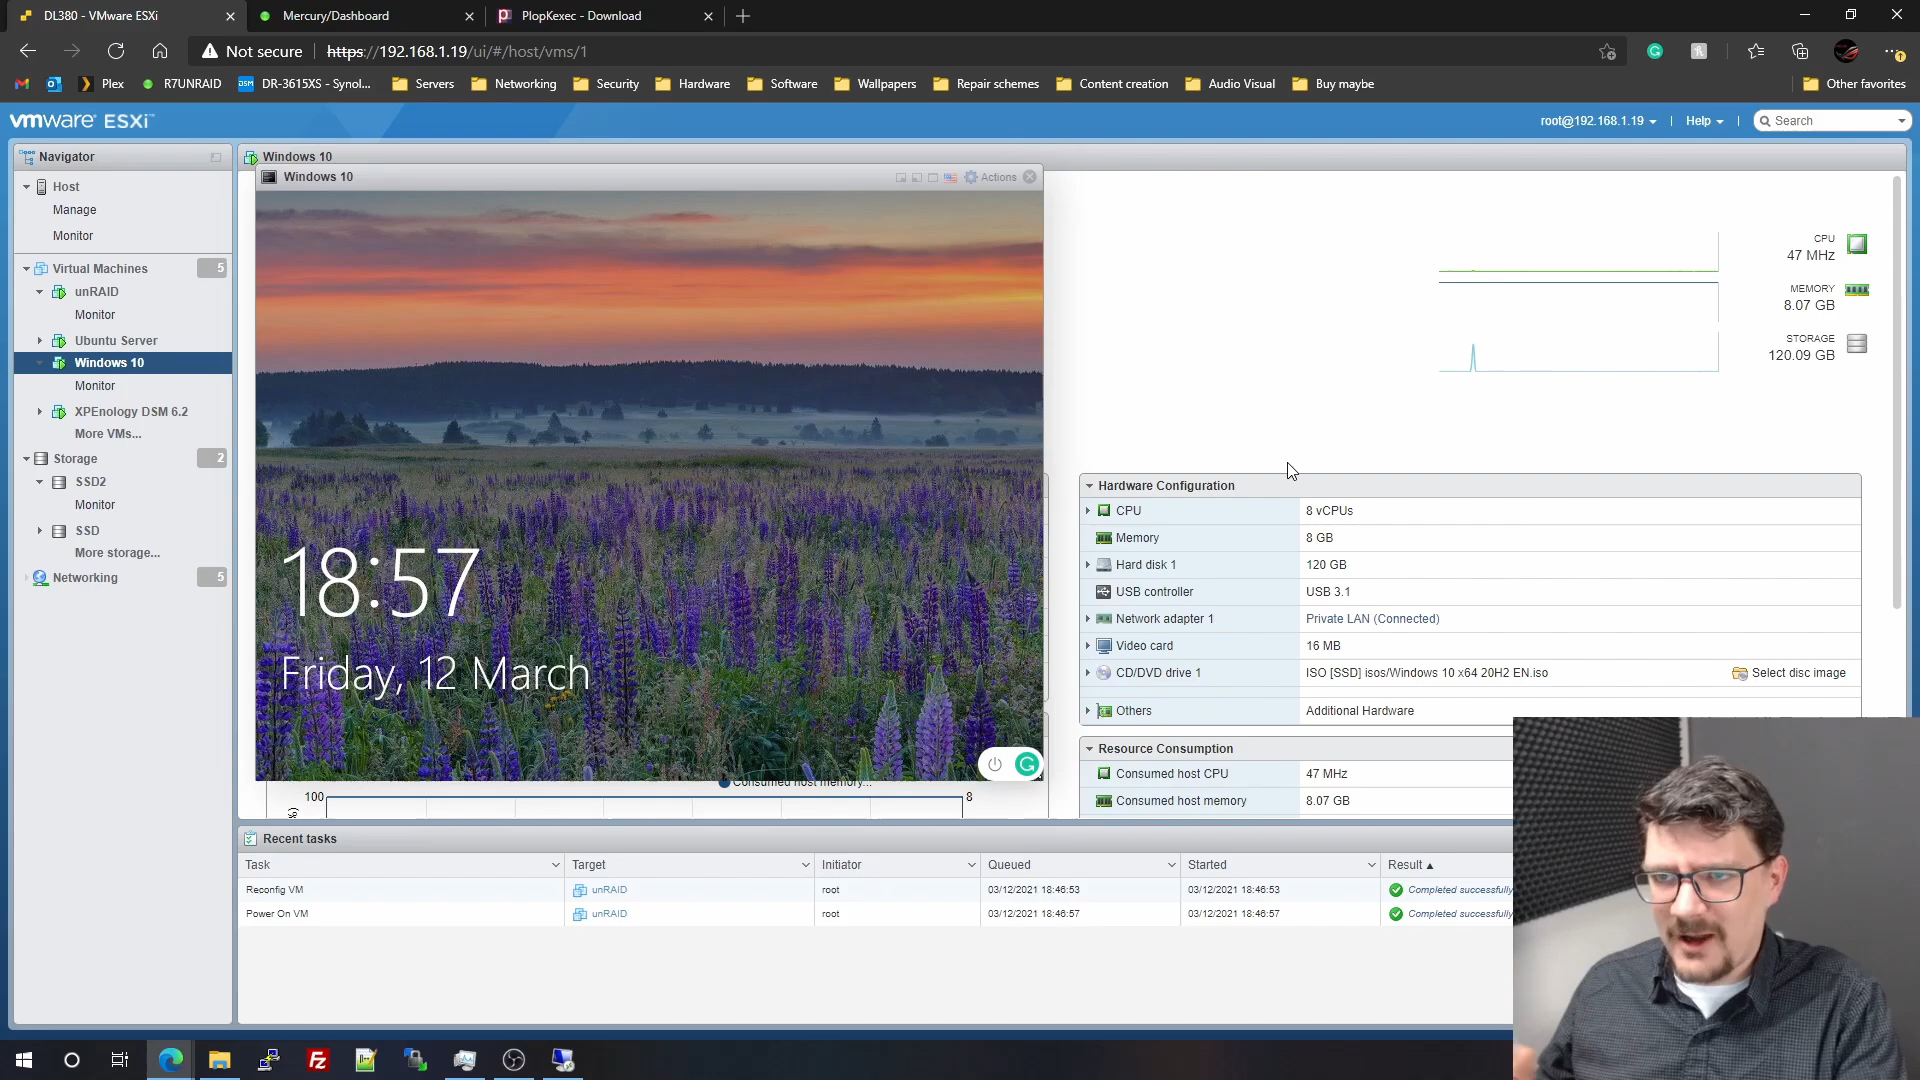 DL380 - VMware ESXi
Mercury/Dashboard
PlopKexec - Download
Not secure
https://192.168.1.19/ui/#/host/vms/1
Plex
R7UNRAID
DSM
DR-3615XS - Synol...
Servers
Networking
Security
Hardware
Software
Wallpapers
Repair schemes
Content creation
Audio Visual
Buy maybe
Other favorites
vmware ESXi
root@192.168.1.19
Help
Search
Navigator
Host
Manage
Monitor
Virtual Machines
5
unRAID
Monitor
Ubuntu Server
Windows 10
Monitor
XPEnology DSM 6.2
More VMs...
Storage
2
SSD2
Monitor
SSD
More storage...
Networking
5
Windows 10
Windows 10
Actions
18:57
Friday, 12 March
CPU
47 MHz
MEMORY
8.07 GB
STORAGE
120.09 GB
Hardware Configuration
CPU
8 vCPUs
Memory
8 GB
Hard disk 1
120 GB
USB controller
USB 3.1
Network adapter 1
Private LAN (Connected)
Video card
16 MB
CD/DVD drive 1
ISO [SSD] isos/Windows 10 x64 20H2 EN.iso
Select disc image
Others
Additional Hardware
Resource Consumption
Consumed host CPU
47 MHz
Consumed host memory
8.07 GB
Consumed host memory...
100
8
Recent tasks
Task
Target
Initiator
Queued
Started
Result
Reconfig VM
unRAID
root
03/12/2021 18:46:53
03/12/2021 18:46:53
Completed successfully
Power On VM
unRAID
root
03/12/2021 18:46:57
03/12/2021 18:46:57
Completed successfully